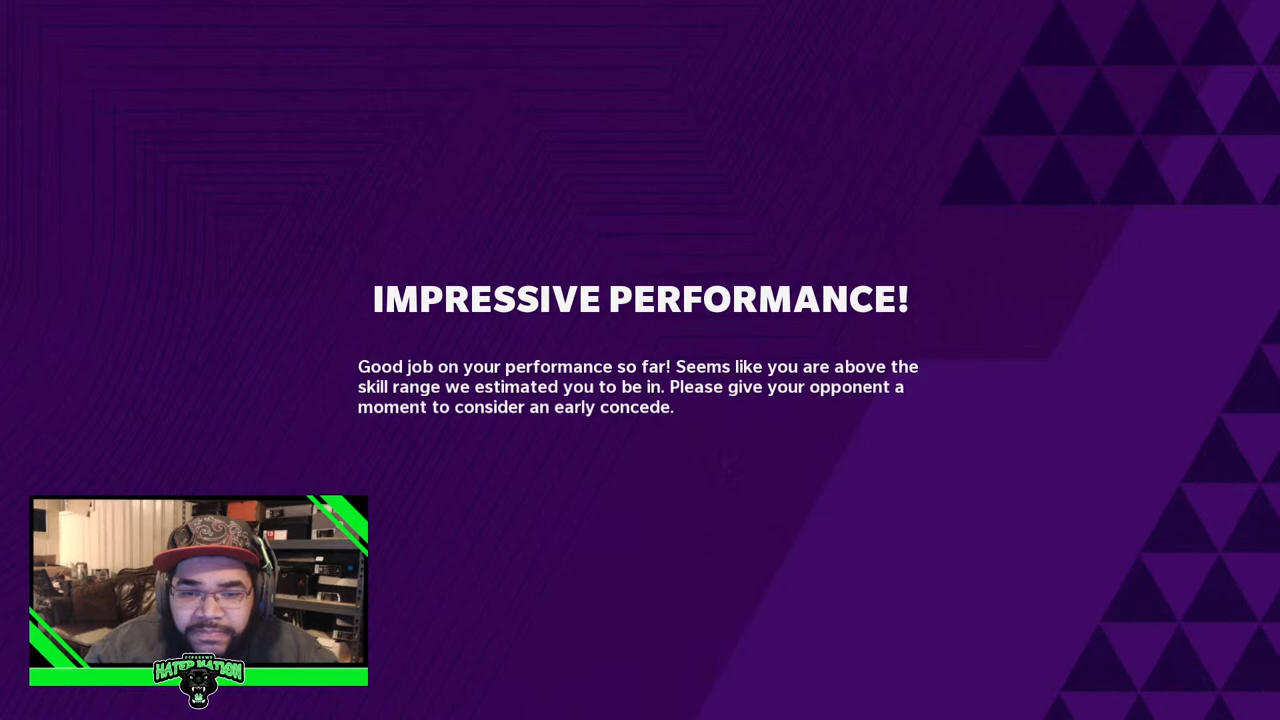 IMPRESSIVE PERFORMANCE!
Good job on your performance so far! Seems like you are above the
skill range we estimated you to be in. Please give your opponent a
moment to consider an early concede.
HATER NATION